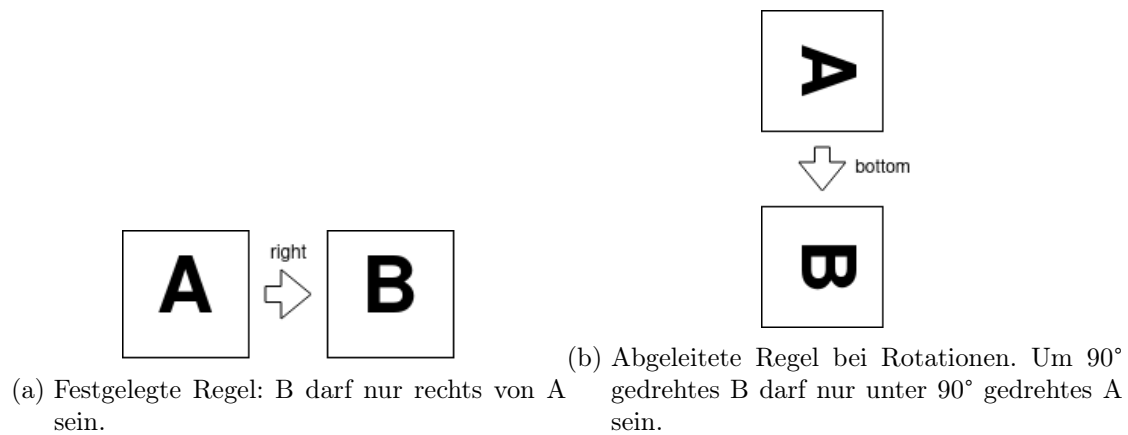 A
right
B
(a) Festgelegte Regel: B darf nur rechts von A
sein.
A
bottom
B
(b) Abgeleitete Regel bei Rotationen. Um 90°
gedrehtes B darf nur unter 90° gedrehtes A
sein.